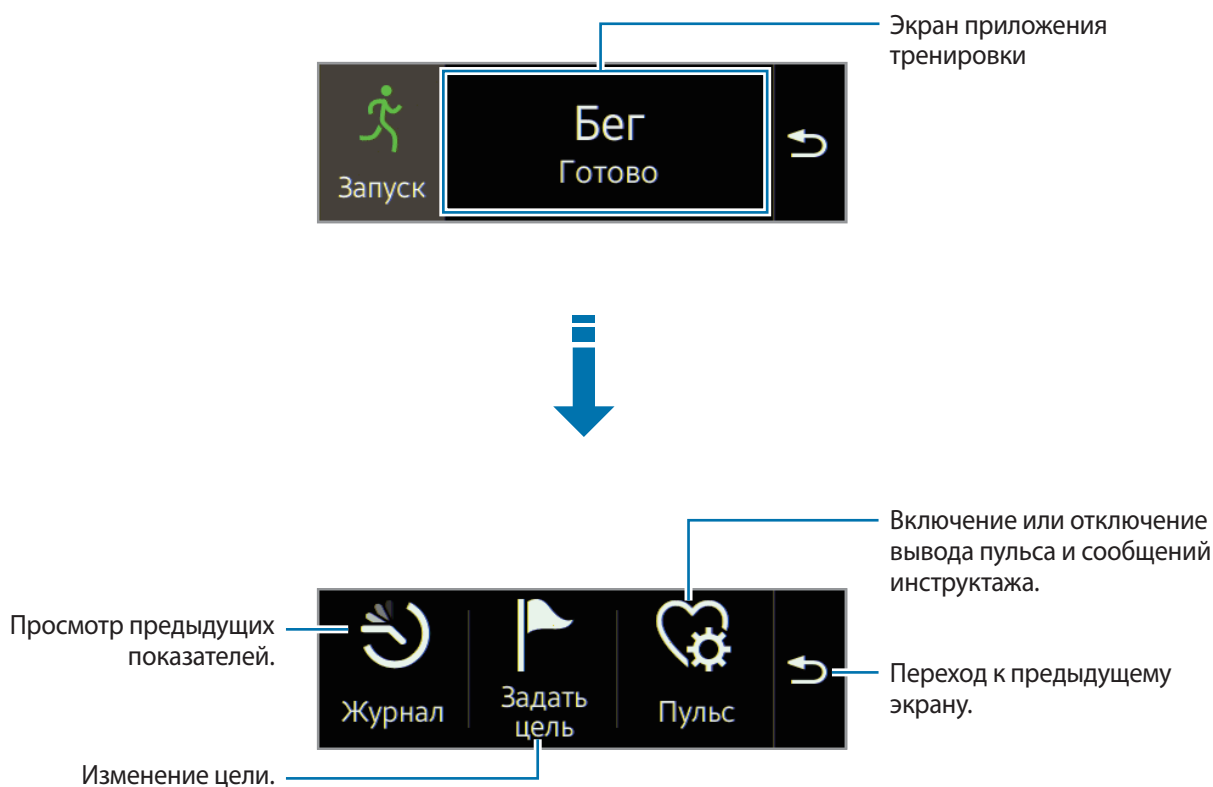 Экран приложения
тренировки
Бег
Готово
Запуск
Включение или отключение
вывода пульса и сообщений
инструктажа.
Просмотр предыдущих
показателей.
Журнал
Задать
цель
Пульс
Переход к предыдущему
экрану.
Изменение цели.